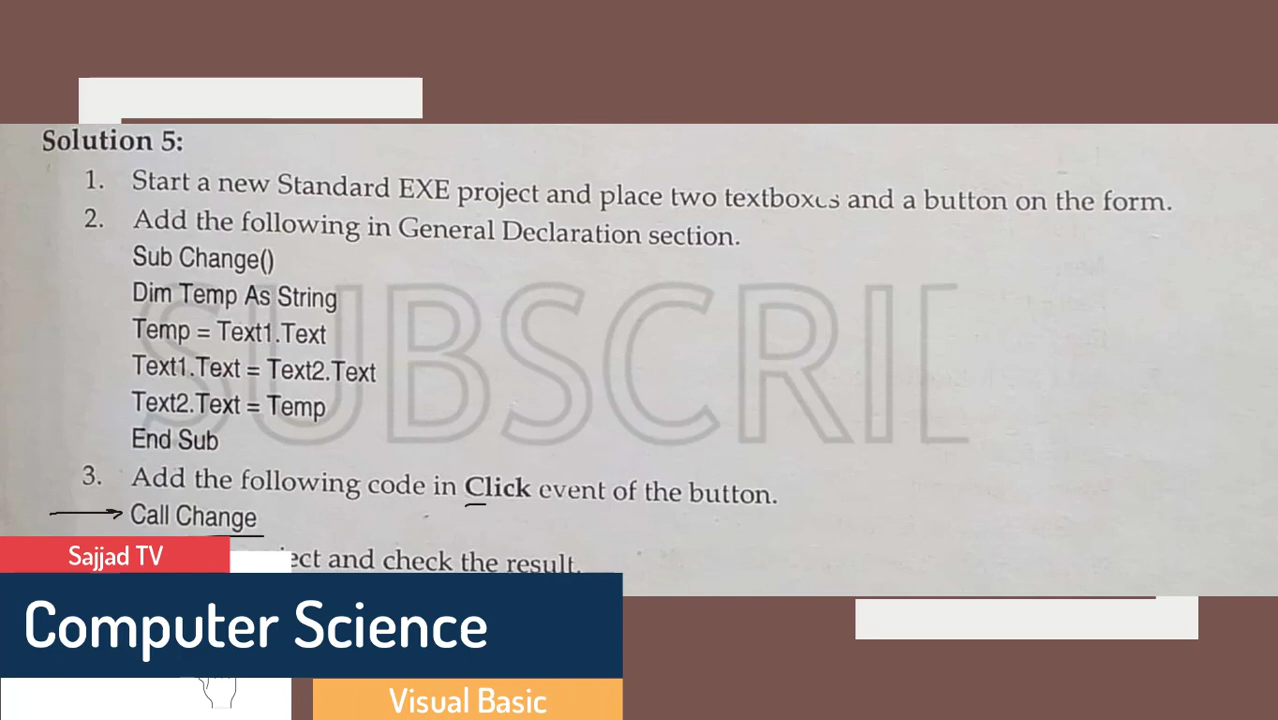 Solution 5:
1. Start a new Standard EXE project and place two textboxes and a button on the form.
2. Add the following in General Declaration section.
Sub Change()
Dim Temp As String
Temp = Text1.Text
Text1.Text = Text2.Text
Text2.Text = Temp
End Sub
3. Add the following code in Click event of the button.
Call Change
and check the result.
SUBSCRI
Sajjad TV
Computer Science
Visual Basic